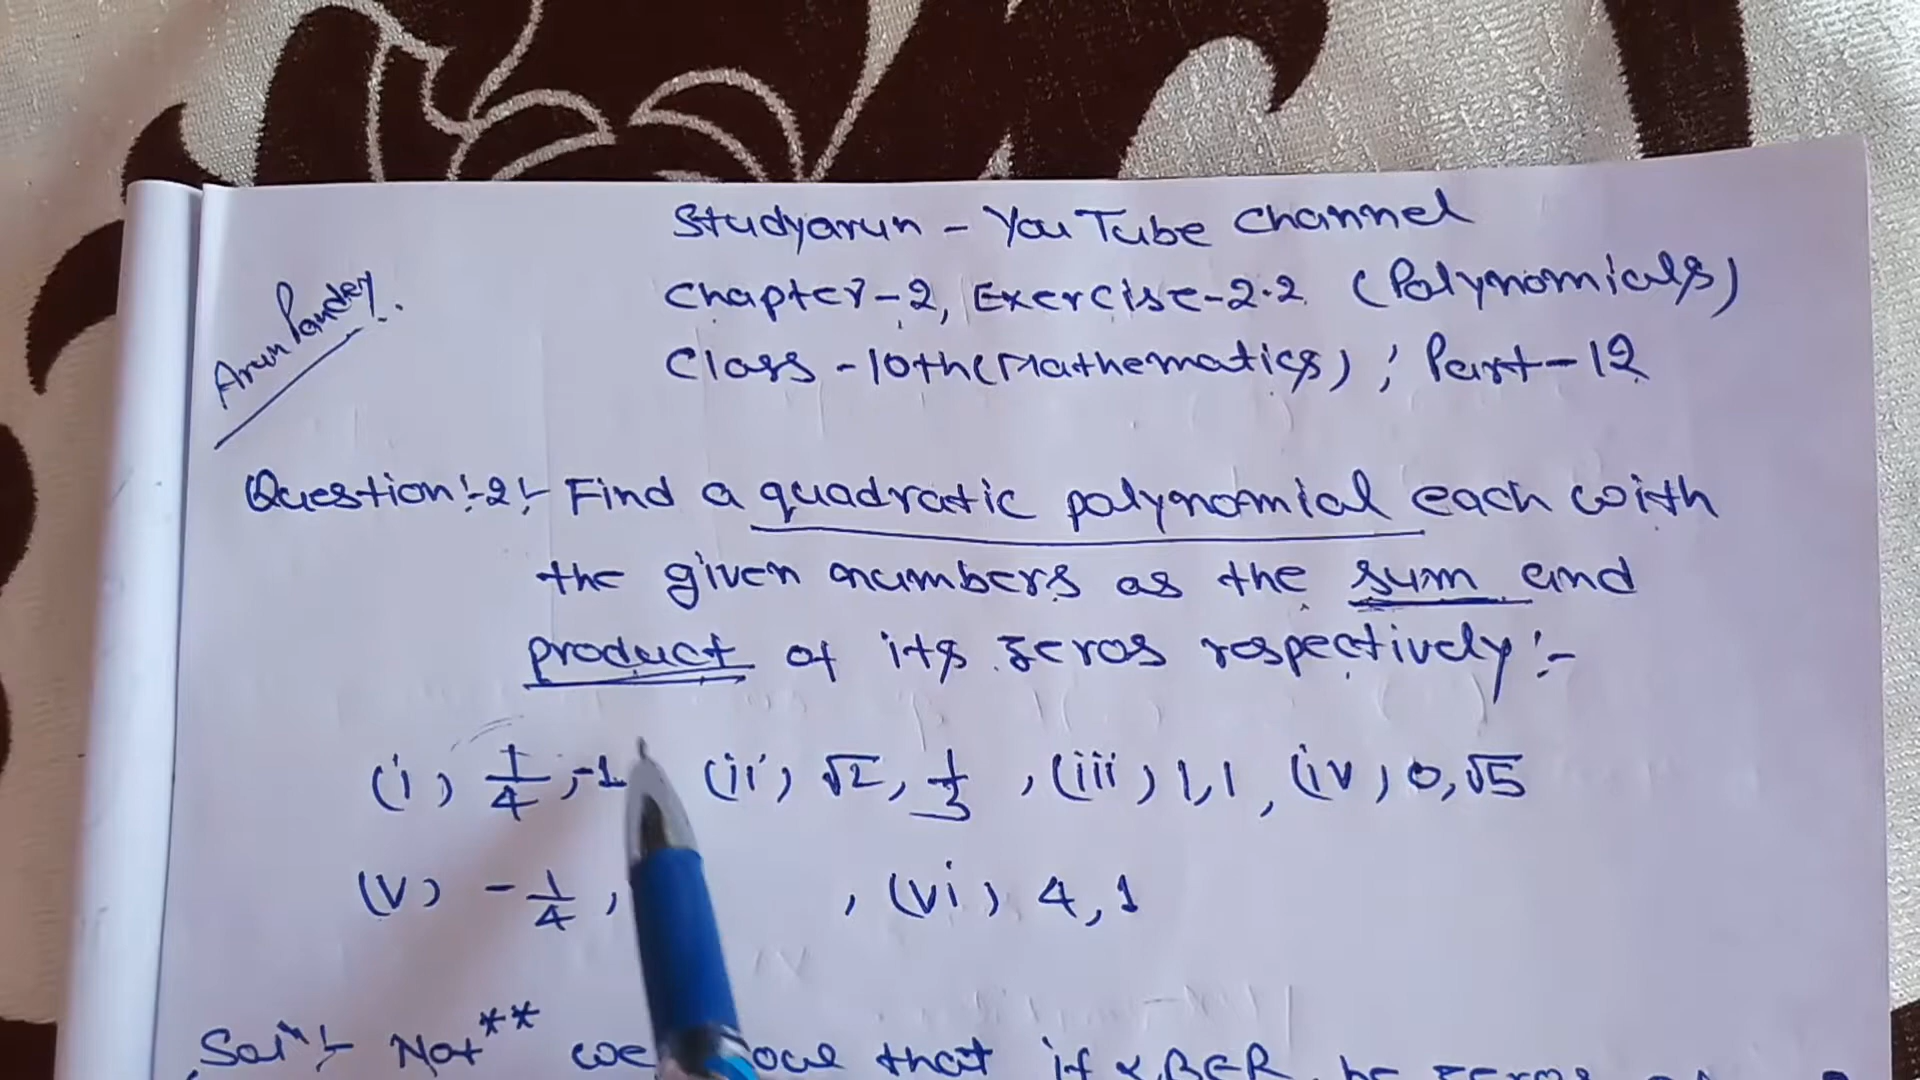 Studyarun - YouTube Channel
Arun Pandey.
Chapter-2, Exercise-2.2 (Polynomials)
Class -10th (Mathematics) ; Part-12
Question:-2:- Find a quadratic polynomial each with
the given numbers as the sum and
product of its zeros respectively:-
(i) 1/4, -1 (ii) √2, 1/3 , (iii) 1,1, (iv) 0,√5
(v) -1/4, , (vi) 4,1
Solⁿ:- Not** we that if α,β∈R be zeros